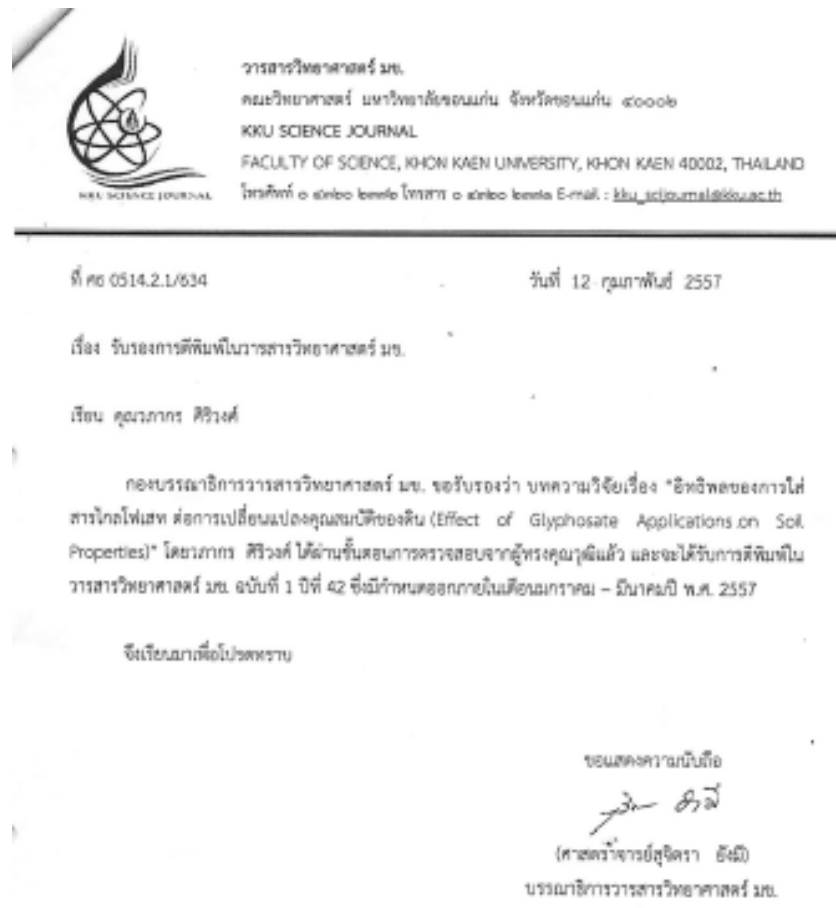 วารสารวิทยาศาสตร์ มข.
คณะวิทยาศาสตร์ มหาวิทยาลัยขอนแก่น จังหวัดขอนแก่น ๔๐๐๐๒
KKU SCIENCE JOURNAL
FACULTY OF SCIENCE, KHON KAEN UNIVERSITY, KHON KAEN 40002, THAILAND
KKU SCIENCE JOURNAL
โทรศัพท์ โทรสาร E-mail. : kku_scijournal@kku.ac.th
ที่ ศธ 0514.2.1/634
วันที่ 12 กุมภาพันธ์ 2557
เรื่อง รับรองการตีพิมพ์ในวารสารวิทยาศาสตร์ มข.
เรียน คุณวภากร ศิริวงศ์
กองบรรณาธิการวารสารวิทยาศาสตร์ มข. ขอรับรองว่า บทความวิจัยเรื่อง "อิทธิพลของการใส่
สารไกลโฟเสท ต่อการเปลี่ยนแปลงคุณสมบัติของดิน (Effect of Glyphosate Applications on Soil
Properties)" โดยวภากร ศิริวงศ์ ได้ผ่านขั้นตอนการตรวจสอบจากผู้ทรงคุณวุฒิแล้ว และจะได้รับการตีพิมพ์ใน
วารสารวิทยาศาสตร์ มข. ฉบับที่ 1 ปีที่ 42 ซึ่งมีกำหนดออกภายในเดือนมกราคม – มีนาคมปี พ.ศ. 2557
จึงเรียนมาเพื่อโปรดทราบ
ขอแสดงความนับถือ
(ศาสตราจารย์สุจิตรา ยังมี)
บรรณาธิการวารสารวิทยาศาสตร์ มข.